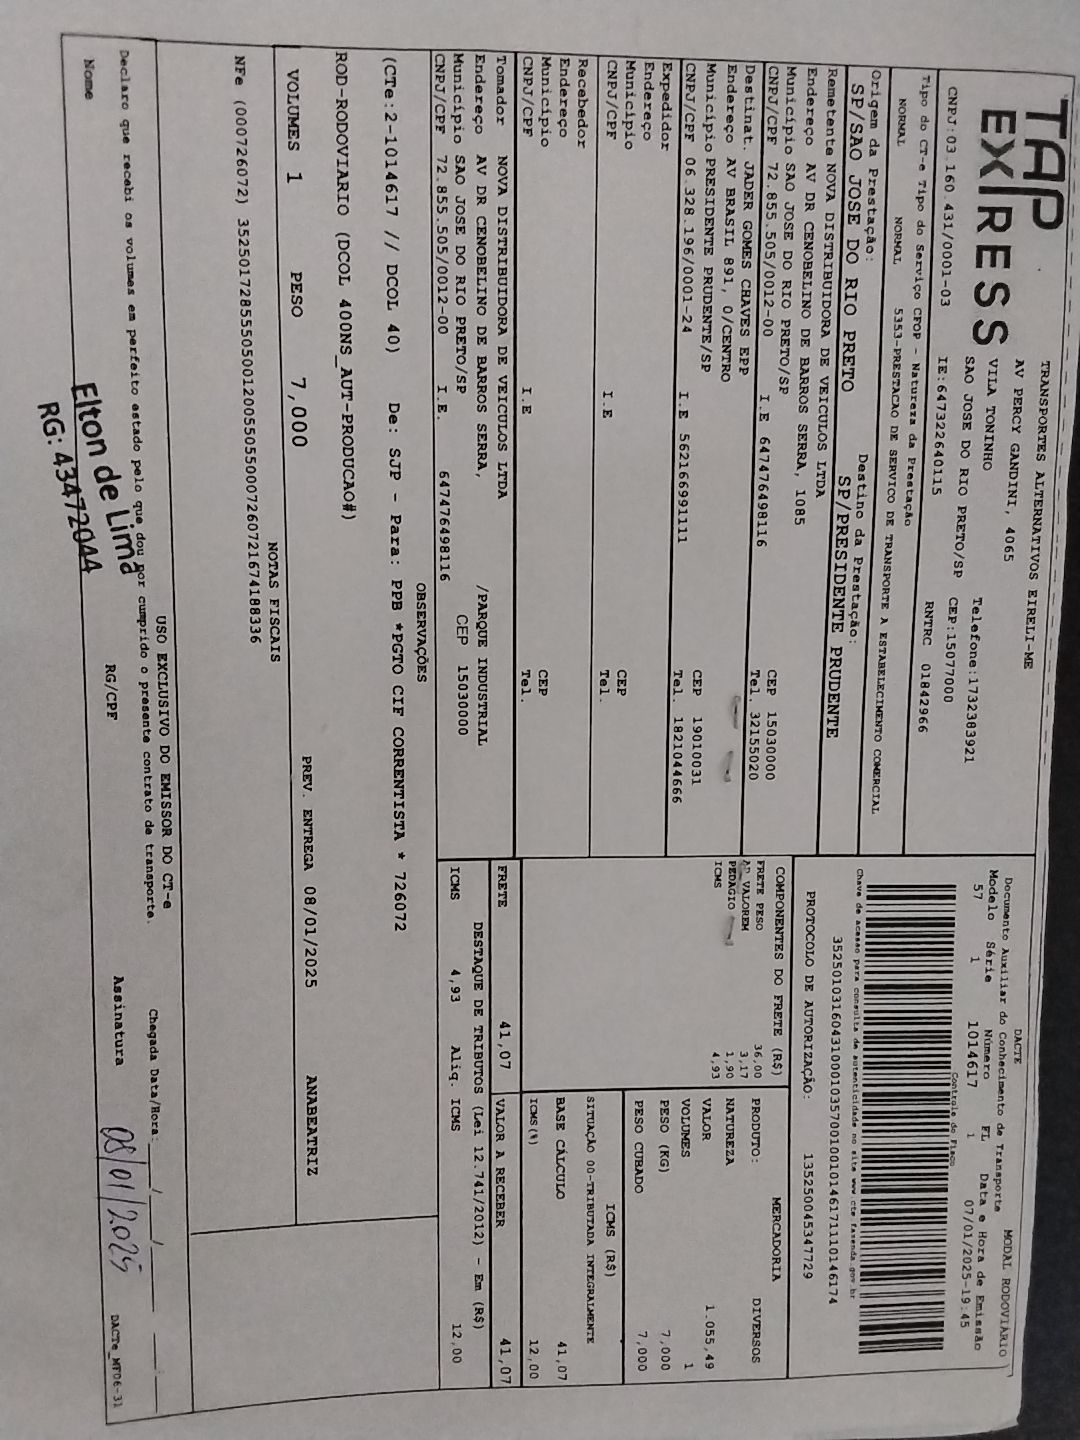 TAP EXPRESS
TRANSPORTES ALTERNATIVOS EIRELI-ME
AV PERCY GANDINI, 4065
VILA TONINHO
SAO JOSE DO RIO PRETO/SP
Telefone:1732383921
CEP:15077000
CNPJ:03.160.431/0001-03
IE:647322640115
RNTRC 01842966
Tipo do CT-e Tipo do Serviço CFOP - Natureza da Prestação
NORMAL NORMAL 5353-PRESTACAO DE SERVICO DE TRANSPORTE A ESTABELECIMENTO COMERCIAL
Origem da Prestação: Destino da Prestação:
SP/SAO JOSE DO RIO PRETO SP/PRESIDENTE PRUDENTE
Remetente NOVA DISTRIBUIDORA DE VEICULOS LTDA
Endereço AV DR CENOBELINO DE BARROS SERRA, 1085
Município SAO JOSE DO RIO PRETO/SP CEP 15030000
CNPJ/CPF 72.855.505/0012-00 I.E 647476498116 Tel. 32155020
Destinat. JADER GOMES CHAVES EPP
Endereço AV BRASIL 891, 0/CENTRO
Município PRESIDENTE PRUDENTE/SP CEP 19010031
CNPJ/CPF 06.328.196/0001-24 I.E 562166991111 Tel. 1821044666
Expedidor
Endereço
Município CEP
CNPJ/CPF I.E Tel.
Recebedor
Endereço
Município CEP
CNPJ/CPF I.E Tel.
Tomador NOVA DISTRIBUIDORA DE VEICULOS LTDA
Endereço AV DR CENOBELINO DE BARROS SERRA, /PARQUE INDUSTRIAL
Município SAO JOSE DO RIO PRETO/SP CEP 15030000
CNPJ/CPF 72.855.505/0012-00 I.E. 647476498116
DACTE
Documento Auxiliar do Conhecimento de Transporte
MODAL RODOVIÁRIO
Modelo Série Número FL Data e Hora de Emissão
57 1 1014617 1 07/01/2025-19:45
Controle do Fisco
Chave de acesso para consulta de autenticidade no site www.cte.fazenda.gov.br
35250103160431000103570010010146171110146174
PROTOCOLO DE AUTORIZAÇÃO: 135250045347729
COMPONENTES DO FRETE (R$)
FRETE PESO 36,00
VALOREM 3,17
PEDAGIO 1,90
ICMS 4,93
MERCADORIA
PRODUTO: DIVERSOS
NATUREZA
VALOR 1.055,49
VOLUMES 1
PESO (KG) 7,000
PESO CUBADO 7,000
ICMS (R$)
SITUAÇÃO 00-TRIBUTADA INTEGRALMENTE
BASE CÁLCULO 41,07
ICMS(%) 12,00
FRETE 41,07 VALOR A RECEBER 41,07
DESTAQUE DE TRIBUTOS (Lei 12.741/2012) - Em (R$)
ICMS 4,93 Aliq. ICMS 12,00
OBSERVAÇÕES
(CTe:2-1014617 // DCOL 40) De: SJP - Para: PPB *PGTO CIF CORRENTISTA * 726072
ROD-RODOVIARIO (DCOL 400NS_AUT-PRODUCAO#)
VOLUMES 1 PESO 7,000 PREV. ENTREGA 08/01/2025 ANABEATRIZ
NOTAS FISCAIS
NFe (000726072) 35250172855505001200550550007260721674188336
USO EXCLUSIVO DO EMISSOR DO CT-e
Declaro que recebi os volumes em perfeito estado pelo que dou por cumprido o presente contrato de transporte.
Chegada Data/Hora: / /
Nome RG/CPF Assinatura
Elton de Lima
RG: 43472044
08/01/2025
DACTe_MT06-31